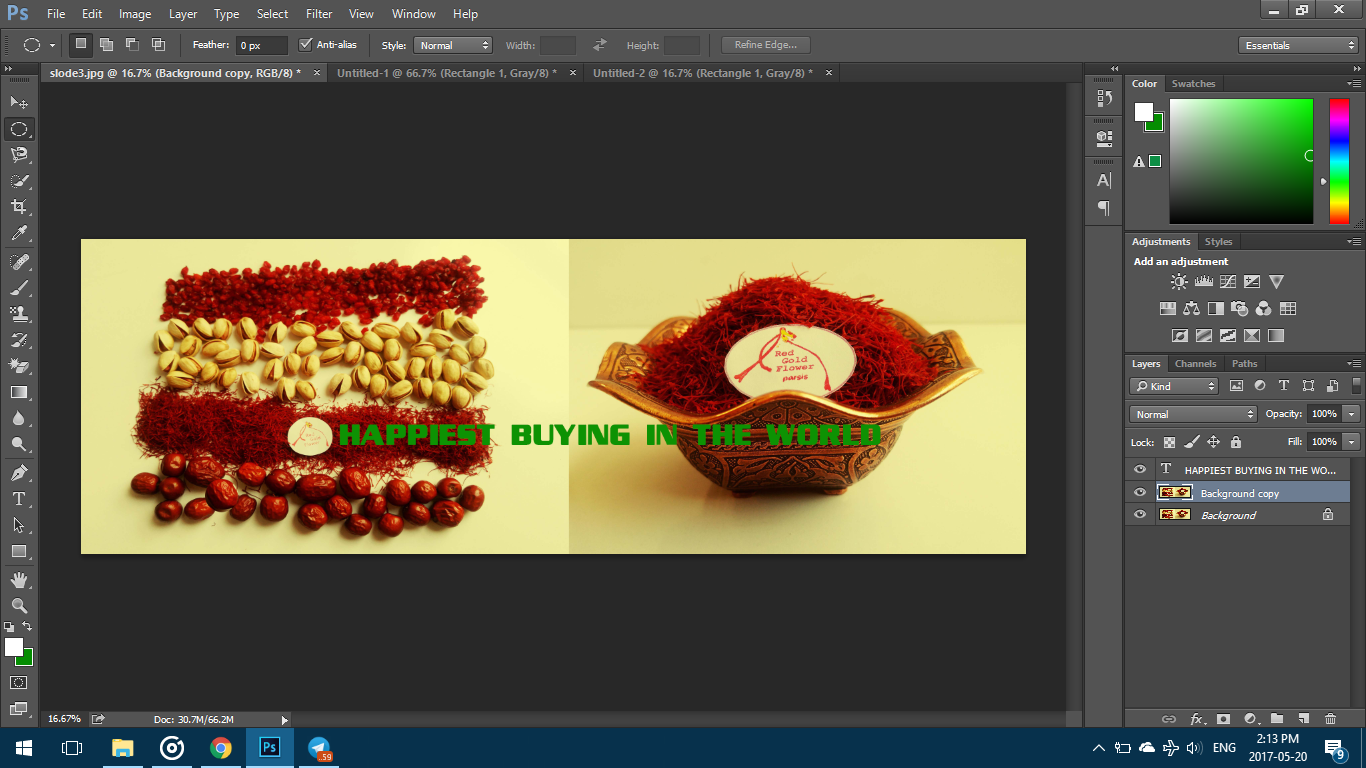 Ps File Edit Image Layer Type Select Filter View Window Help
Feather: 0 px Anti-alias Style: Normal Width: Height: Refine Edge... Essentials
slode3.jpg @ 16.7% (Background copy, RGB/8) * Untitled-1 @ 66.7% (Rectangle 1, Gray/8) * Untitled-2 @ 16.7% (Rectangle 1, Gray/8) *
Color Swatches
Adjustments Styles
Add an adjustment
Red
Gold
Flower
parsis
HAPPIEST BUYING IN THE WORLD
Layers Channels Paths
Kind
Normal Opacity: 100%
Lock: Fill: 100%
T HAPPIEST BUYING IN THE WO...
Background copy
Background
16.67% Doc: 30.7M/66.2M
fx
Ps .59 ENG 2:13 PM
2017-05-20 9